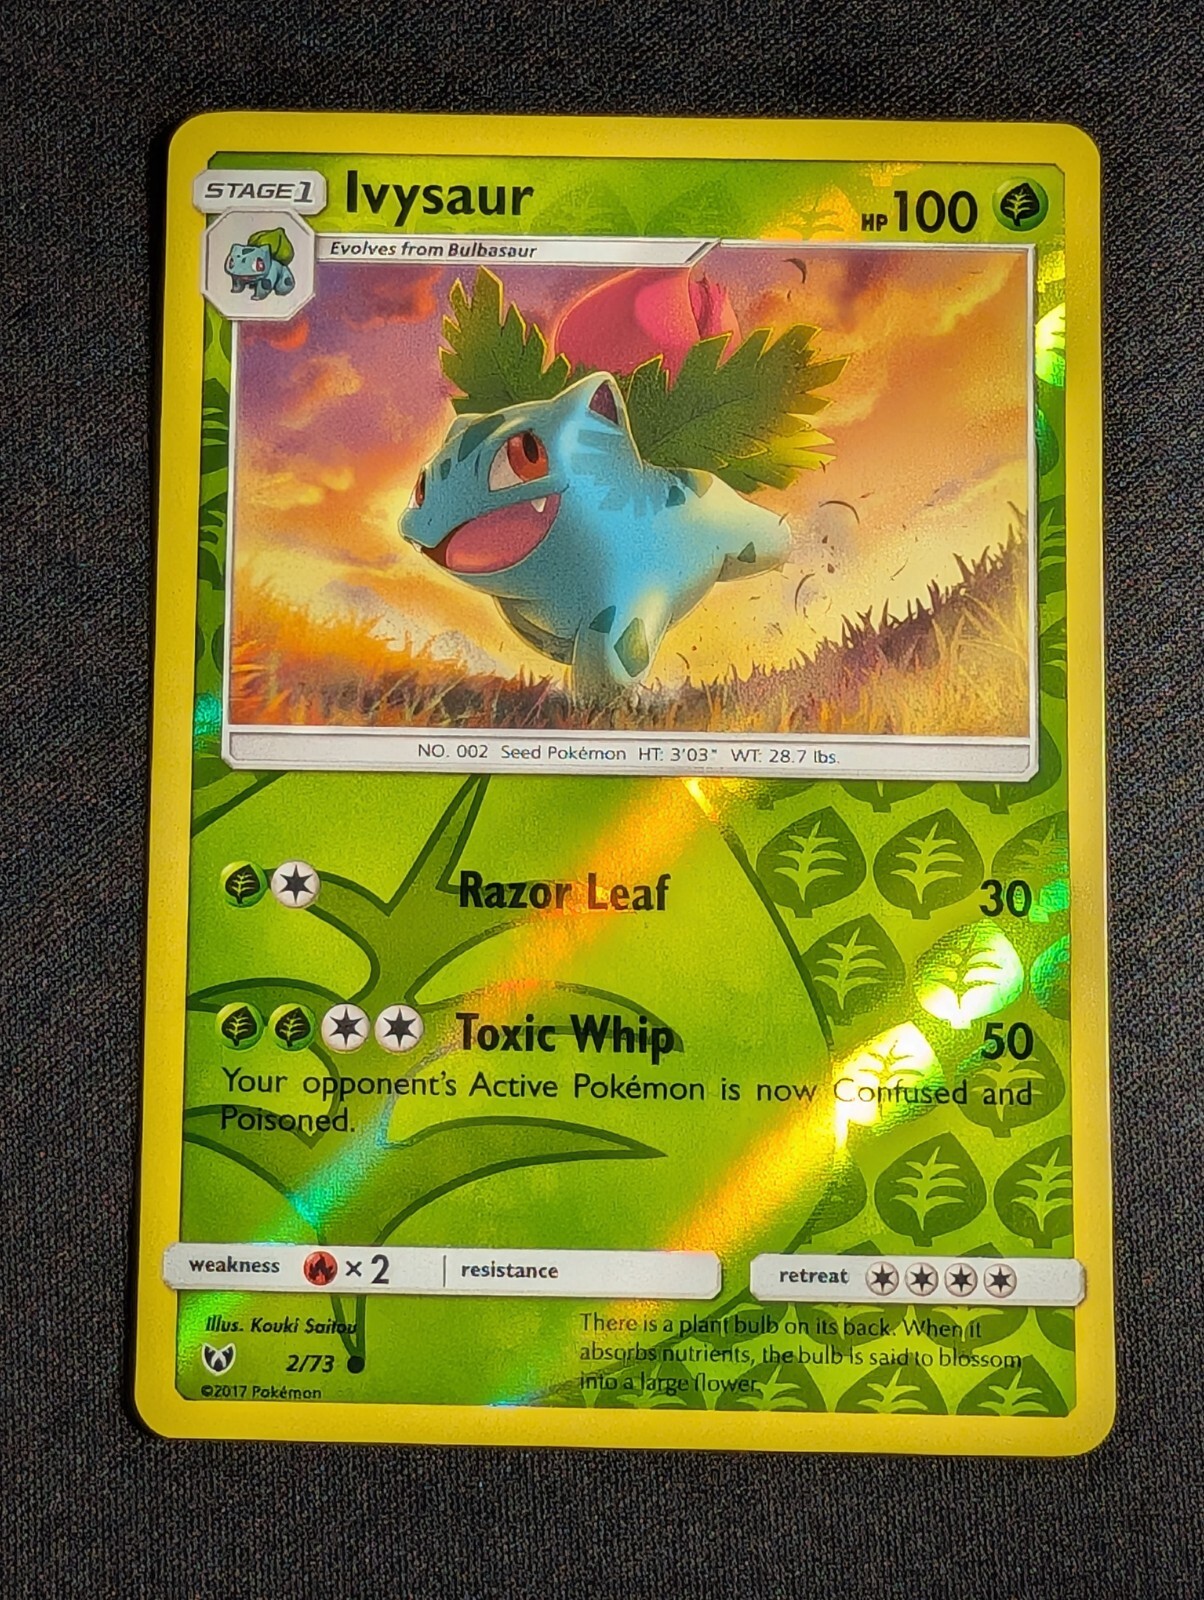 STAGE1
Ivysaur
HP 100
Evolves from Bulbasaur
NO. 002 Seed Pokémon HT: 3'03" WT: 28.7 lbs.
Razor Leaf 30
Toxic Whip 50
Your opponent's Active Pokémon is now Confused and
Poisoned.
weakness × 2 resistance
retreat
Illus. Kouki Saitou
2/73
©2017 Pokémon
There is a plant bulb on its back. When it
absorbs nutrients, the bulb is said to blossom
into a large flower.